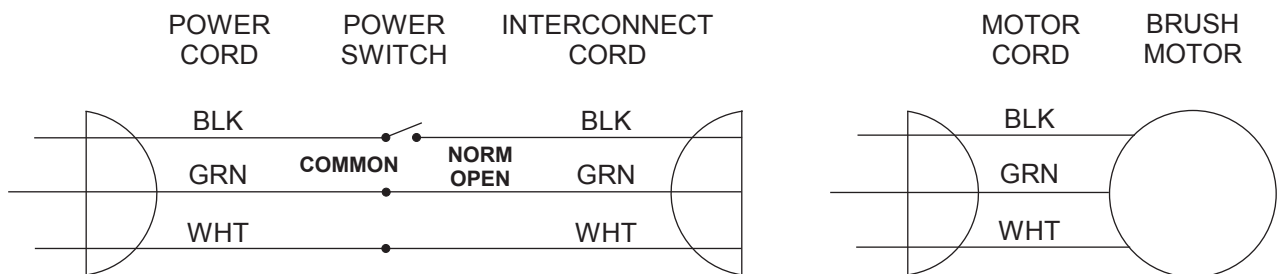 POWER CORD
POWER SWITCH
INTERCONNECT CORD
MOTOR CORD
BRUSH MOTOR
BLK
BLK
BLK
COMMON
NORM OPEN
GRN
GRN
GRN
WHT
WHT
WHT